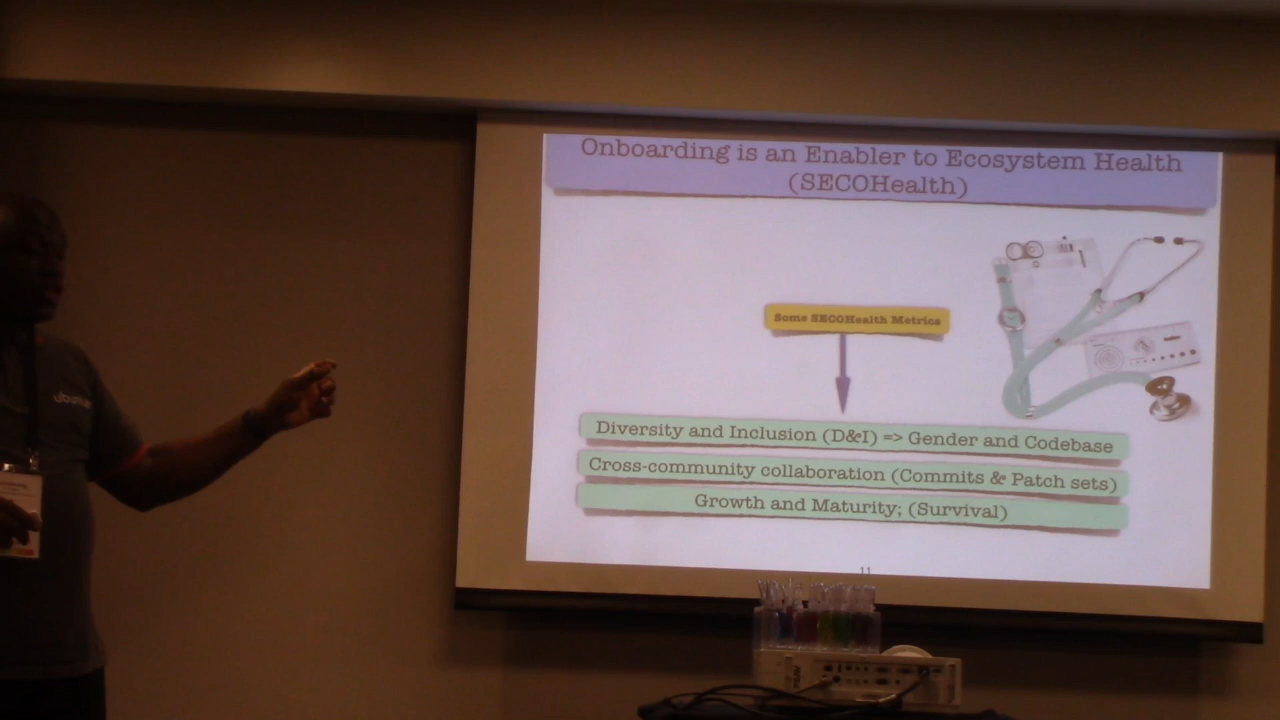 Onboarding is an Enabler to Ecosystem Health
(SECOHealth)
Some SECOHealth Metrics
Diversity and Inclusion (D&I) => Gender and Codebase
Cross-community collaboration (Commits & Patch sets)
Growth and Maturity; (Survival)
11